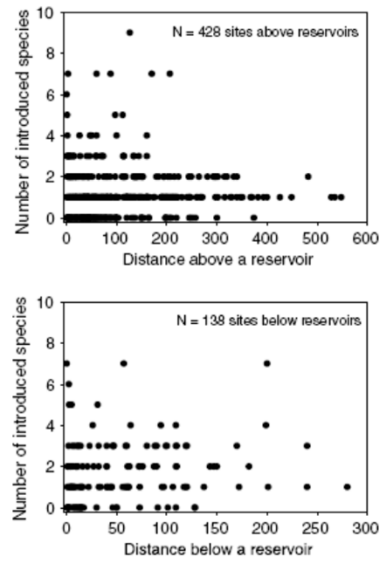 10
N = 428 sites above reservoirs
8
6
4
2
0
Number of introduced species
0 100 200 300 400 500 600
Distance above a reservoir
10
N = 138 sites below reservoirs
8
6
4
2
0
Number of introduced species
0 50 100 150 200 250 300
Distance below a reservoir